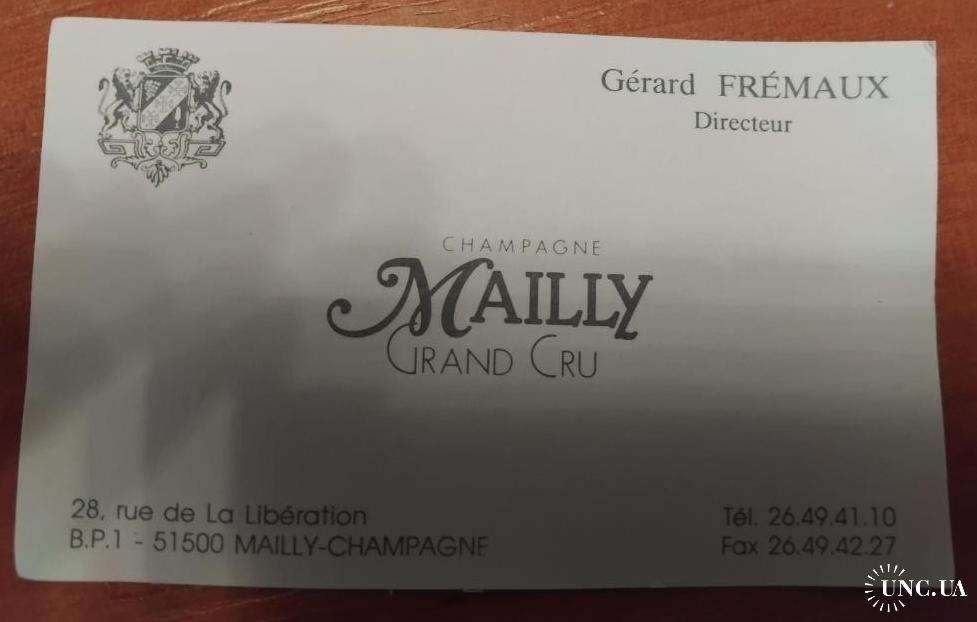 Gérard FRÉMAUX
Directeur
CHAMPAGNE
MAILLY
GRAND CRU
28, rue de La Libération
B.P.1 - 51500 MAILLY-CHAMPAGNE
Tél. 26.49.41.10
Fax 26.49.42.27
UNC.UA